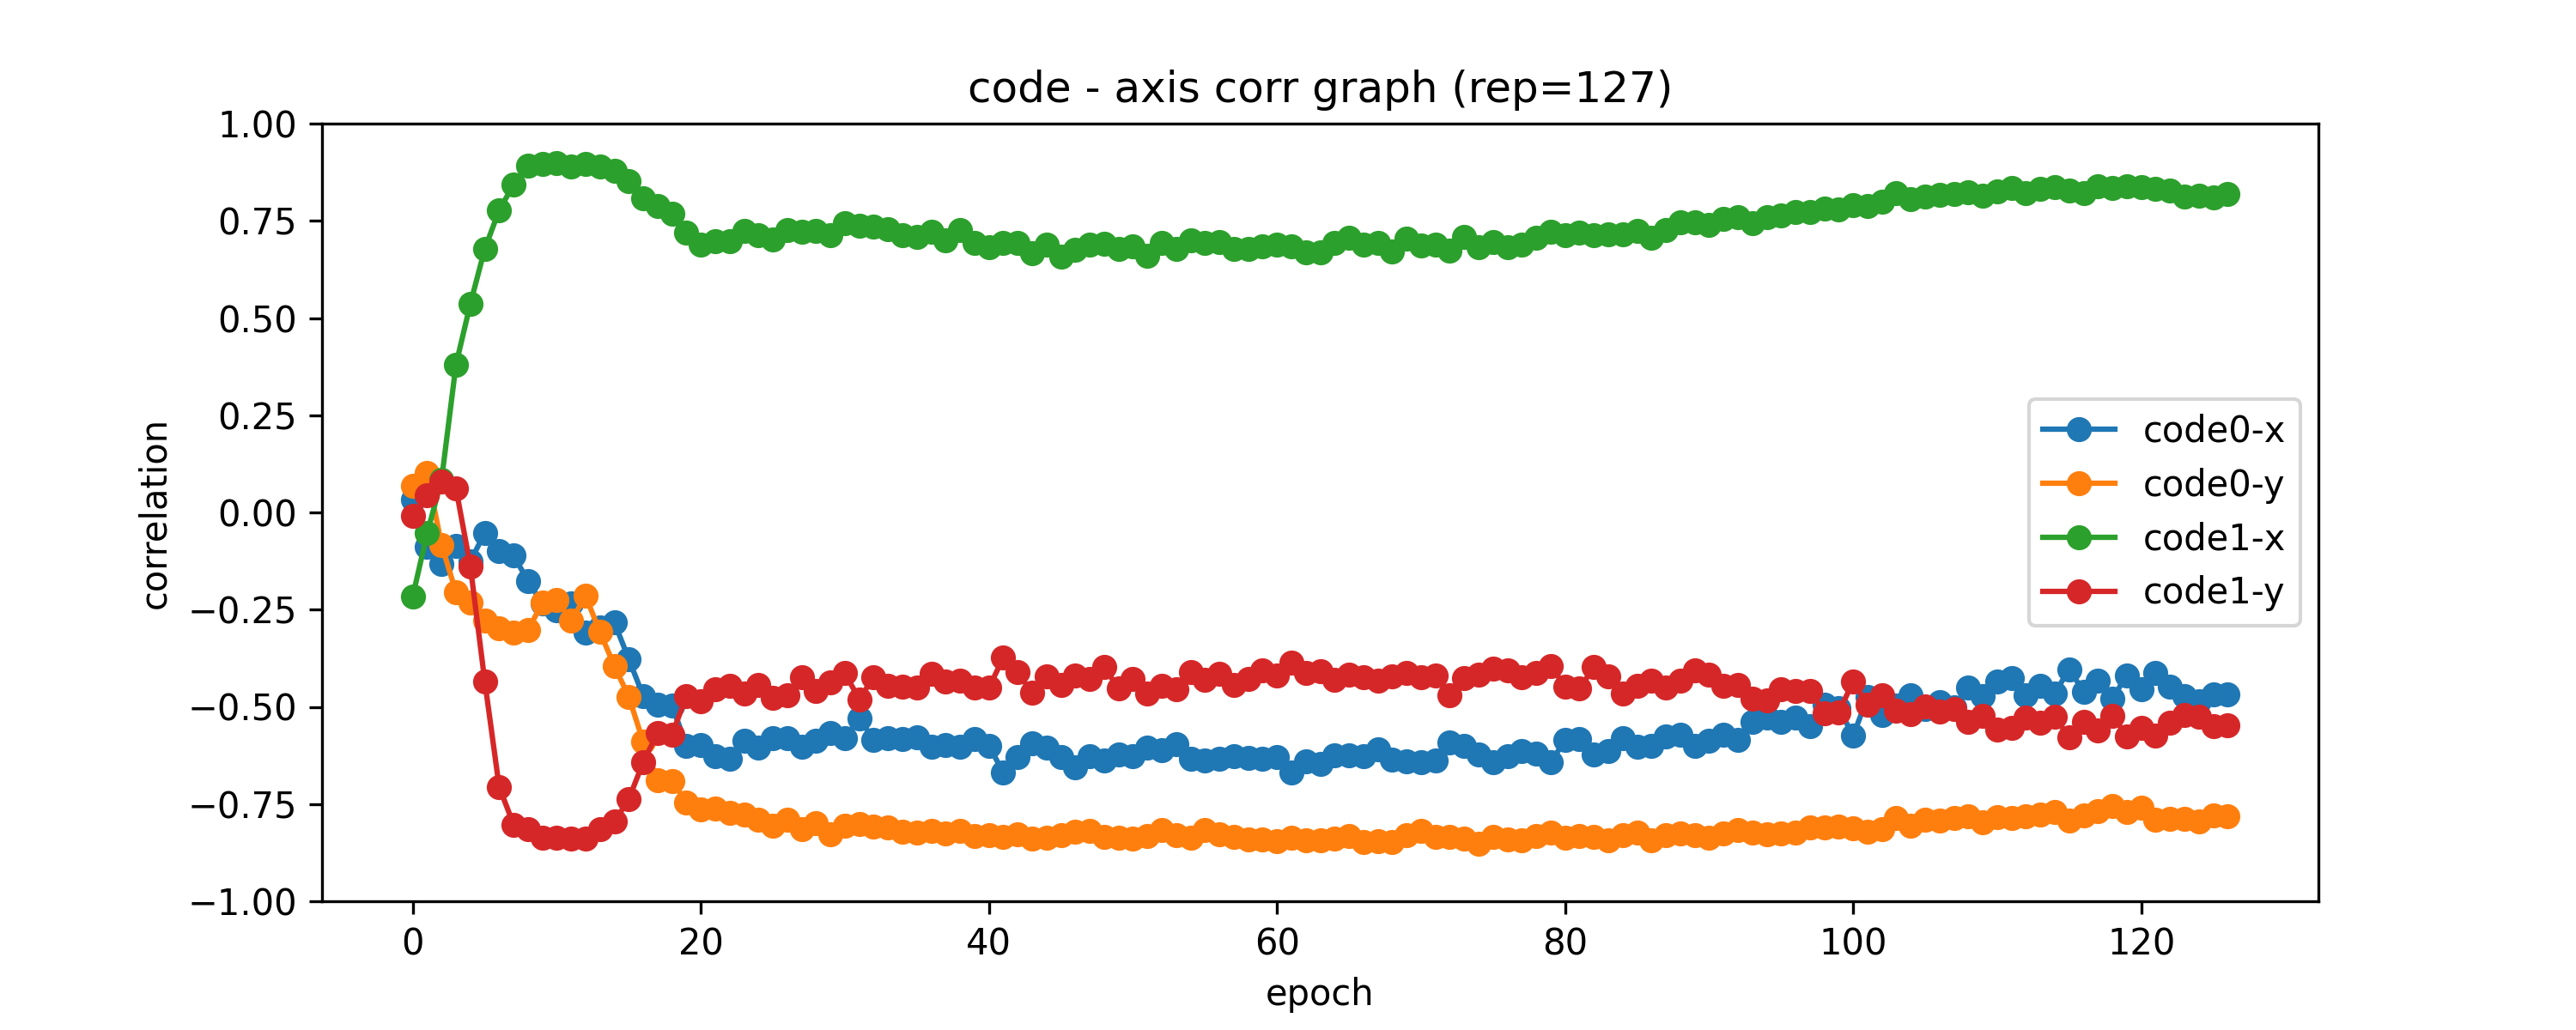 code - axis corr graph (rep=127)
1.00
0.75
0.50
0.25
0.00
−0.25
−0.50
−0.75
−1.00
correlation
code0-x
code0-y
code1-x
code1-y
0 20 40 60 80 100 120
epoch